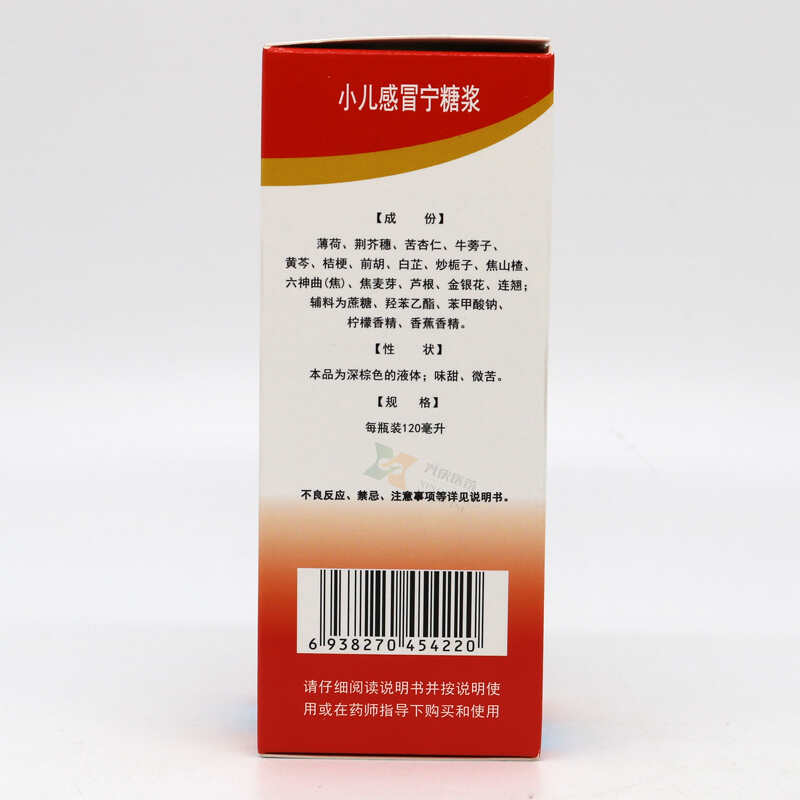 小儿感冒宁糖浆
【成 份】
薄荷、荆芥穗、苦杏仁、牛蒡子、
黄芩、桔梗、前胡、白芷、炒栀子、焦山楂、
六神曲(焦)、焦麦芽、芦根、金银花、连翘；
辅料为蔗糖、羟苯乙酯、苯甲酸钠、
柠檬香精、香蕉香精。
【性 状】
本品为深棕色的液体；味甜、微苦。
【规 格】
每瓶装120毫升
不良反应、禁忌、注意事项等详见说明书。
6 938270 454220
请仔细阅读说明书并按说明使
用或在药师指导下购买和使用